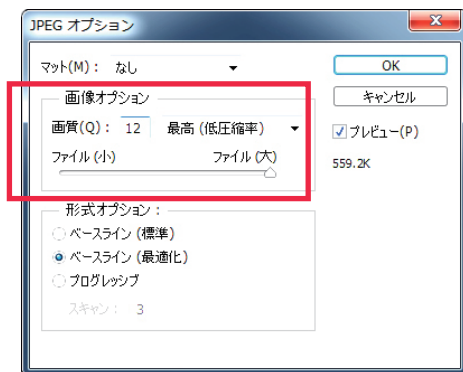 JPEG オプション
マット(M)： なし
OK
キャンセル
プレビュー(P)
559.2K
画像オプション
画質(Q)： 12 最高 (低圧縮率)
ファイル (小) ファイル (大)
形式オプション：
ベースライン (標準)
ベースライン (最適化)
プログレッシブ
スキャン： 3